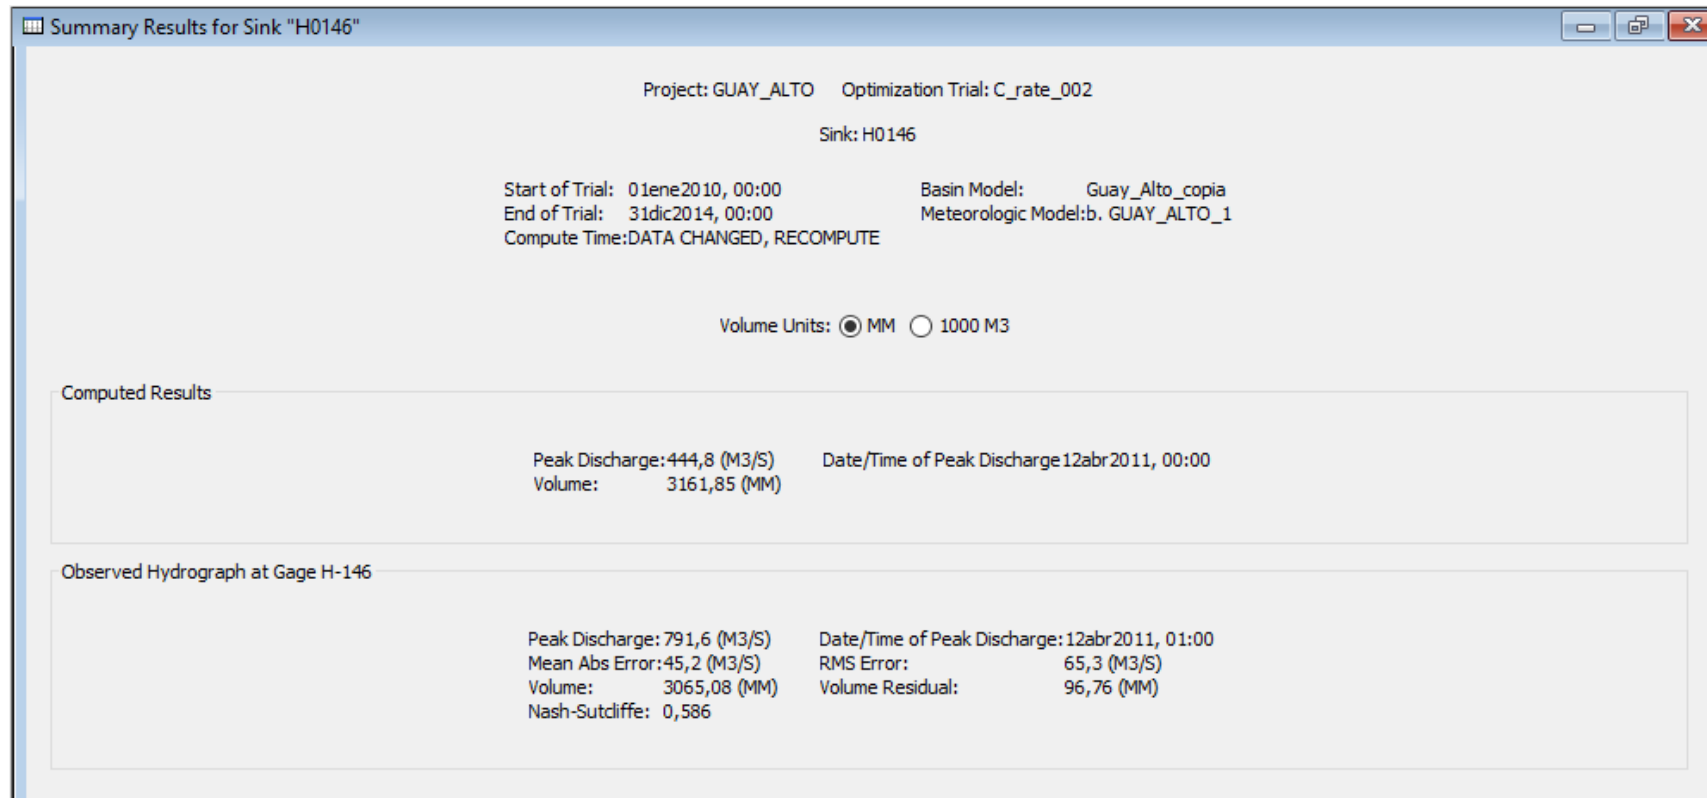 Summary Results for Sink "H0146"
Project: GUAY_ALTO Optimization Trial: C_rate_002
Sink: H0146
Start of Trial: 01ene2010, 00:00 Basin Model: Guay_Alto_copia
End of Trial: 31dic2014, 00:00 Meteorologic Model:b. GUAY_ALTO_1
Compute Time:DATA CHANGED, RECOMPUTE
Volume Units: MM 1000 M3
Computed Results
Peak Discharge:444,8 (M3/S) Date/Time of Peak Discharge12abr2011, 00:00
Volume: 3161,85 (MM)
Observed Hydrograph at Gage H-146
Peak Discharge:791,6 (M3/S) Date/Time of Peak Discharge:12abr2011, 01:00
Mean Abs Error:45,2 (M3/S) RMS Error: 65,3 (M3/S)
Volume: 3065,08 (MM) Volume Residual: 96,76 (MM)
Nash-Sutcliffe: 0,586